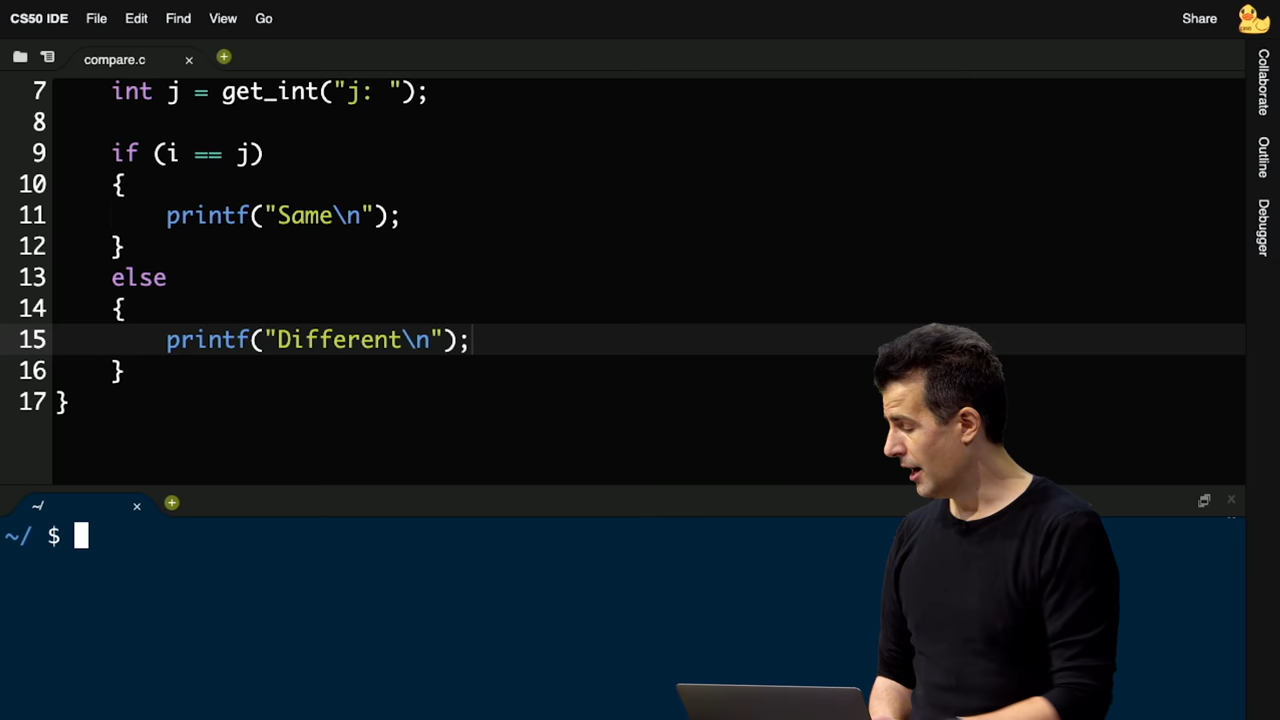 CS50 IDE File Edit Find View Go Share
compare.c
7 int j = get_int("j: ");
8
9 if (i == j)
10 {
11 printf("Same\n");
12 }
13 else
14 {
15 printf("Different\n");
16 }
17 }
~/ $
Collaborate
Outline
Debugger